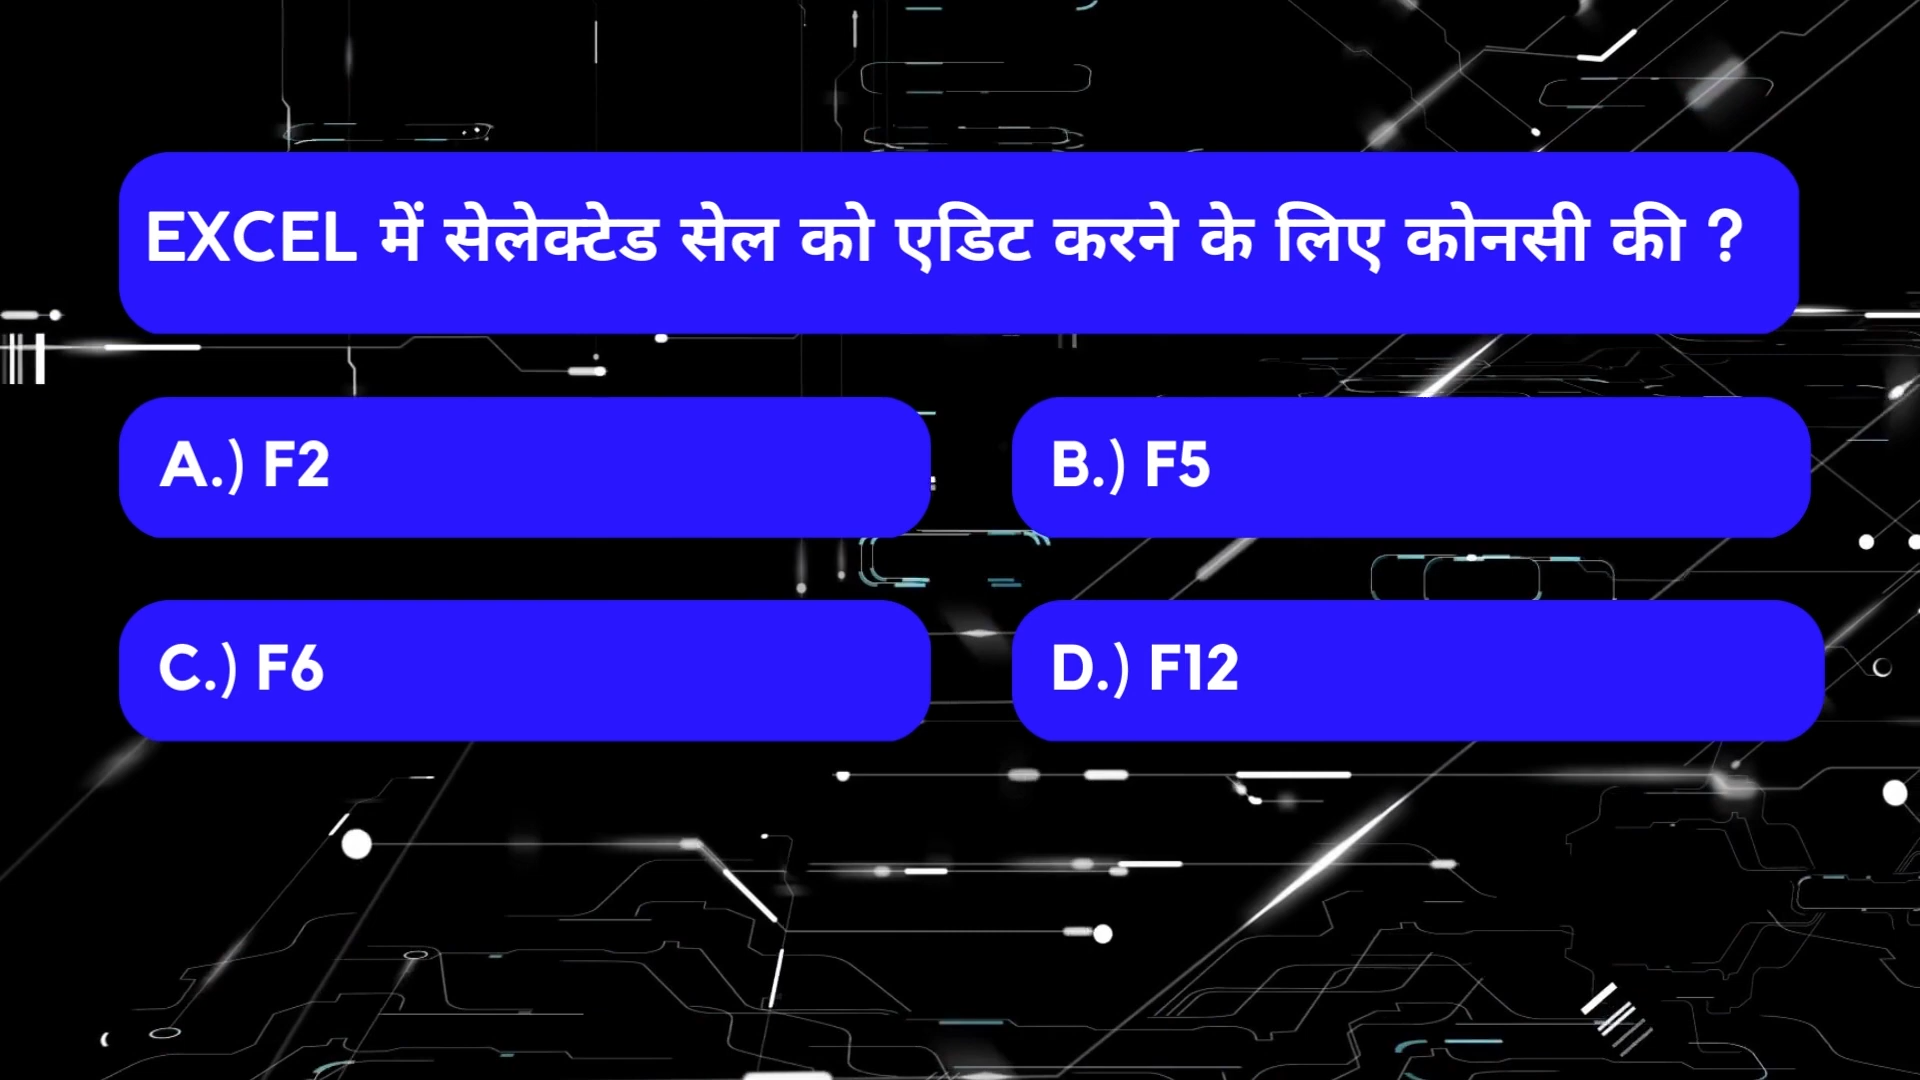 EXCEL में सेलेक्टेड सेल को एडिट करने के लिए कोनसी की ?
A.) F2
B.) F5
C.) F6
D.) F12